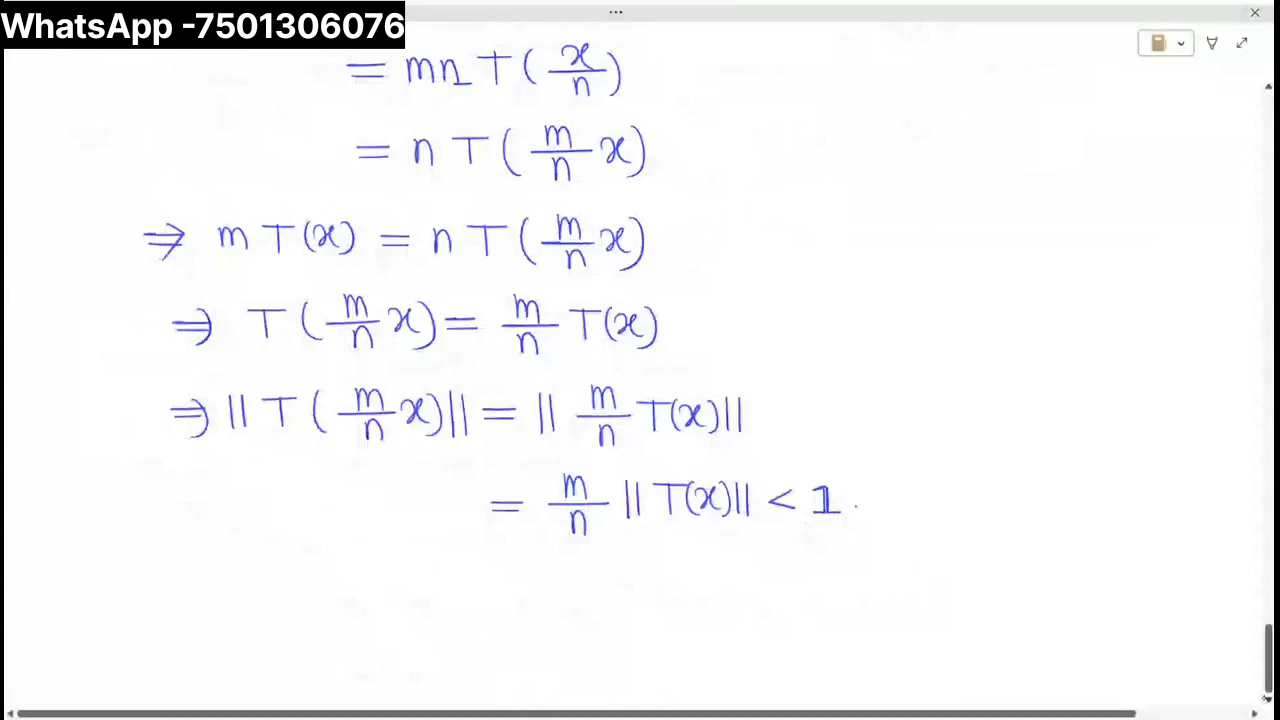 WhatsApp -7501306076
= mn T(x/n)
= n T(m/n x)
⇒ m T(x) = n T(m/n x)
⇒ T(m/n x) = m/n T(x)
⇒ || T(m/n x) || = || m/n T(x) ||
= m/n || T(x) || < 1.